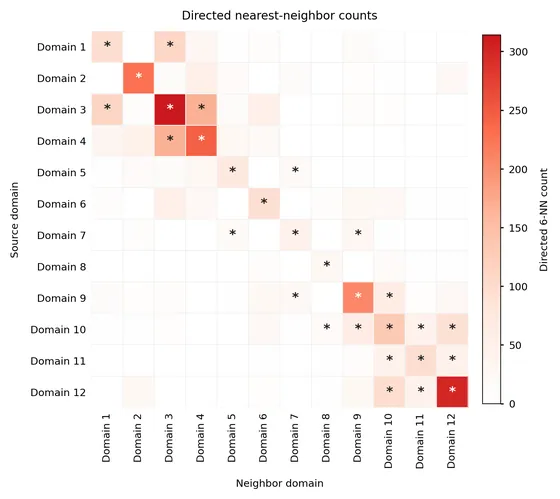 Directed nearest-neighbor counts
Source domain
Domain 1
Domain 2
Domain 3
Domain 4
Domain 5
Domain 6
Domain 7
Domain 8
Domain 9
Domain 10
Domain 11
Domain 12
* *
*
* * *
* *
* *
*
* * *
*
* * *
* * * * *
* * *
* * *
Domain 1
Domain 2
Domain 3
Domain 4
Domain 5
Domain 6
Domain 7
Domain 8
Domain 9
Domain 10
Domain 11
Domain 12
Neighbor domain
300
250
200
150
100
50
0
Directed 6-NN count